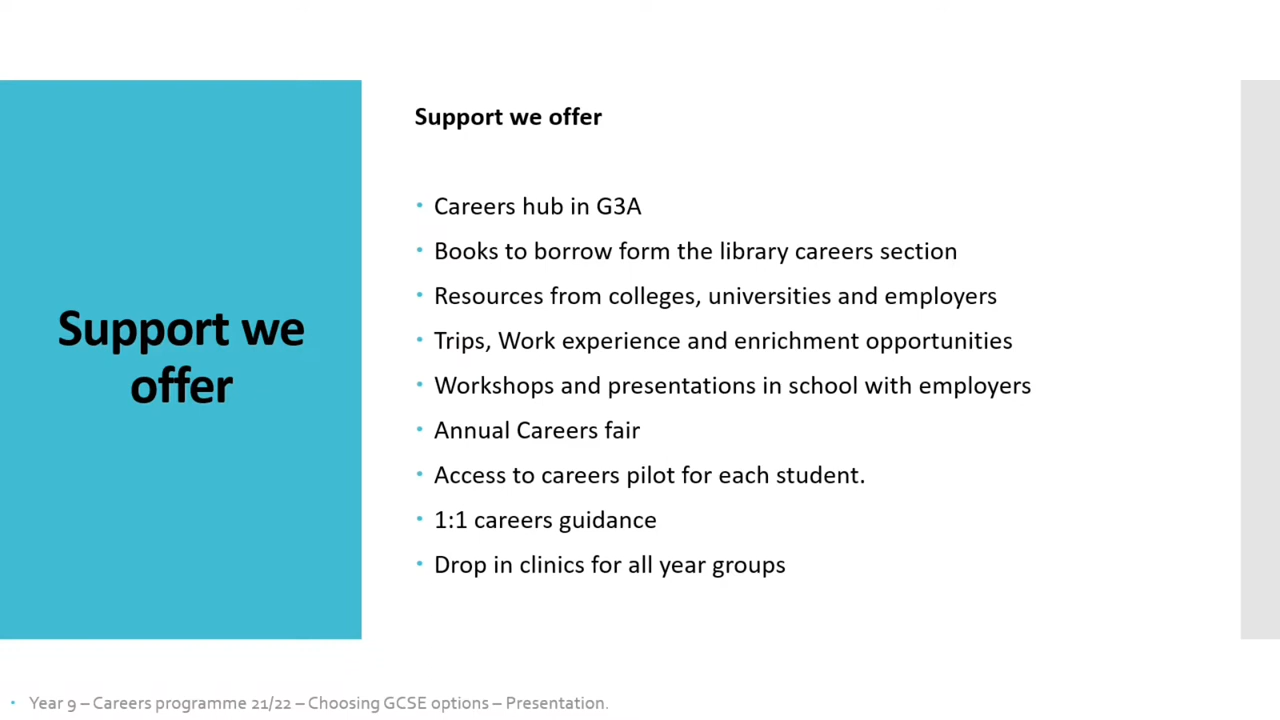 Support we
offer
Support we offer
• Careers hub in G3A
• Books to borrow form the library careers section
• Resources from colleges, universities and employers
• Trips, Work experience and enrichment opportunities
• Workshops and presentations in school with employers
• Annual Careers fair
• Access to careers pilot for each student.
• 1:1 careers guidance
• Drop in clinics for all year groups
• Year 9 – Careers programme 21/22 – Choosing GCSE options – Presentation.